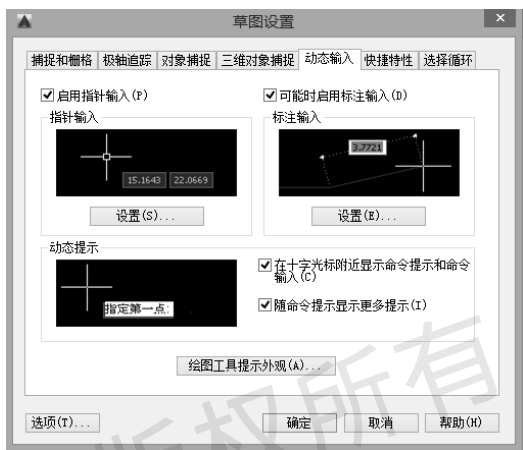 草图设置
捕捉和栅格 极轴追踪 对象捕捉 三维对象捕捉 动态输入 快捷特性 选择循环
启用指针输入(P)
可能时启用标注输入(D)
指针输入
标注输入
15.1643 22.0669
3.7721
设置(S)...
设置(E)...
动态提示
在十字光标附近显示命令提示和命令
输入(C)
指定第一点:
随命令提示显示更多提示(I)
绘图工具提示外观(A)...
选项(T)...
确定
取消
帮助(H)
版权所有